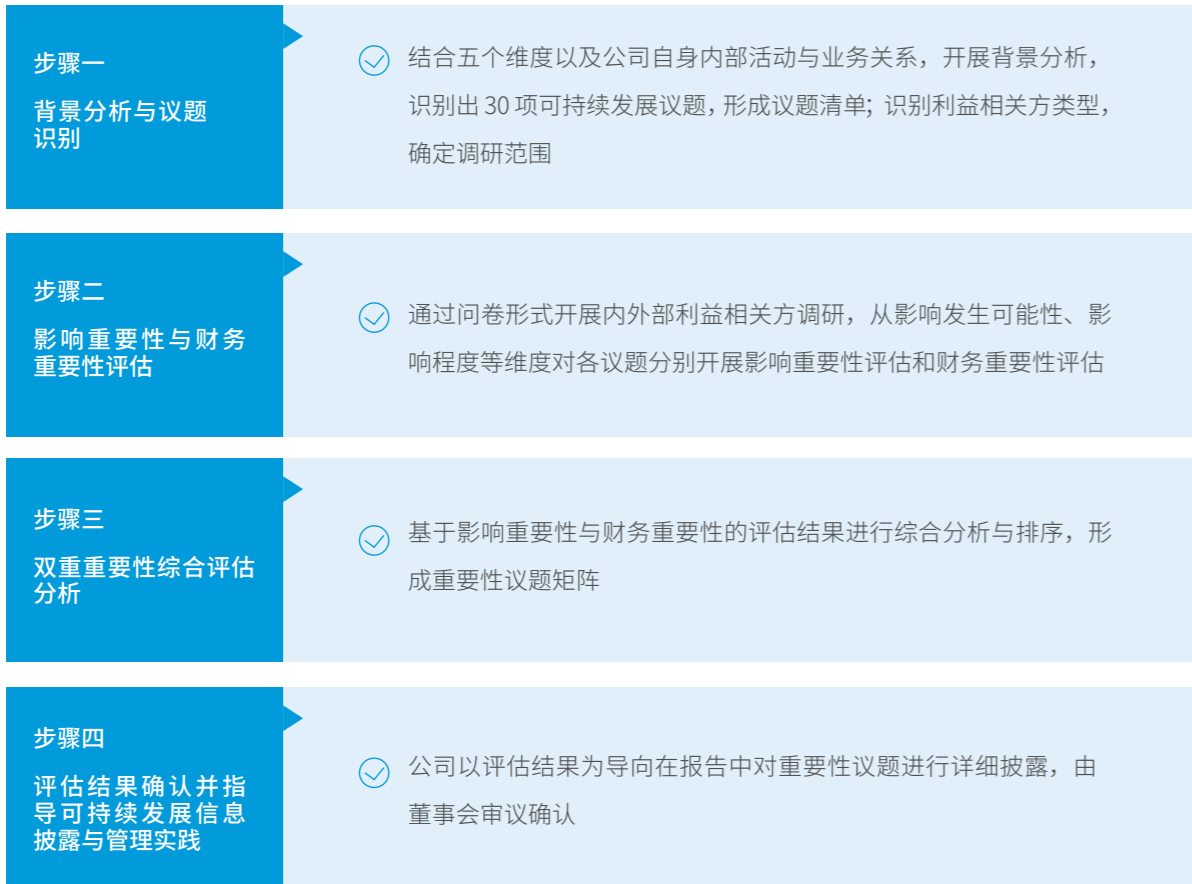 步骤一
背景分析与议题
识别
结合五个维度以及公司自身内部活动与业务关系，开展背景分析，
识别出 30 项可持续发展议题，形成议题清单；识别利益相关方类型，
确定调研范围
步骤二
影响重要性与财务
重要性评估
通过问卷形式开展内外部利益相关方调研，从影响发生可能性、影
响程度等维度对各议题分别开展影响重要性评估和财务重要性评估
步骤三
双重重要性综合评估
分析
基于影响重要性与财务重要性的评估结果进行综合分析与排序，形
成重要性议题矩阵
步骤四
评估结果确认并指
导可持续发展信息
披露与管理实践
公司以评估结果为导向在报告中对重要性议题进行详细披露，由
董事会审议确认